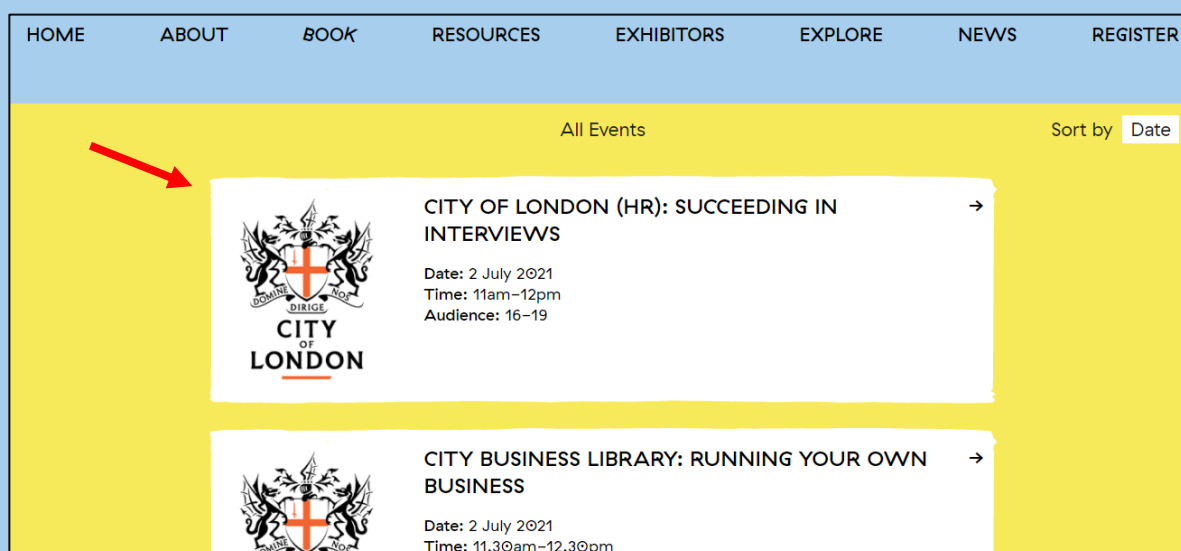 HOME ABOUT BOOK RESOURCES EXHIBITORS EXPLORE NEWS REGISTER
All Events Sort by Date
CITY OF LONDON (HR): SUCCEEDING IN
INTERVIEWS
Date: 2 July 2021
Time: 11am–12pm
Audience: 16–19
DOMINE DIRIGE NOS
CITY
OF
LONDON
CITY BUSINESS LIBRARY: RUNNING YOUR OWN
BUSINESS
Date: 2 July 2021
Time: 11.30am–12.30pm
DOMINE NOS